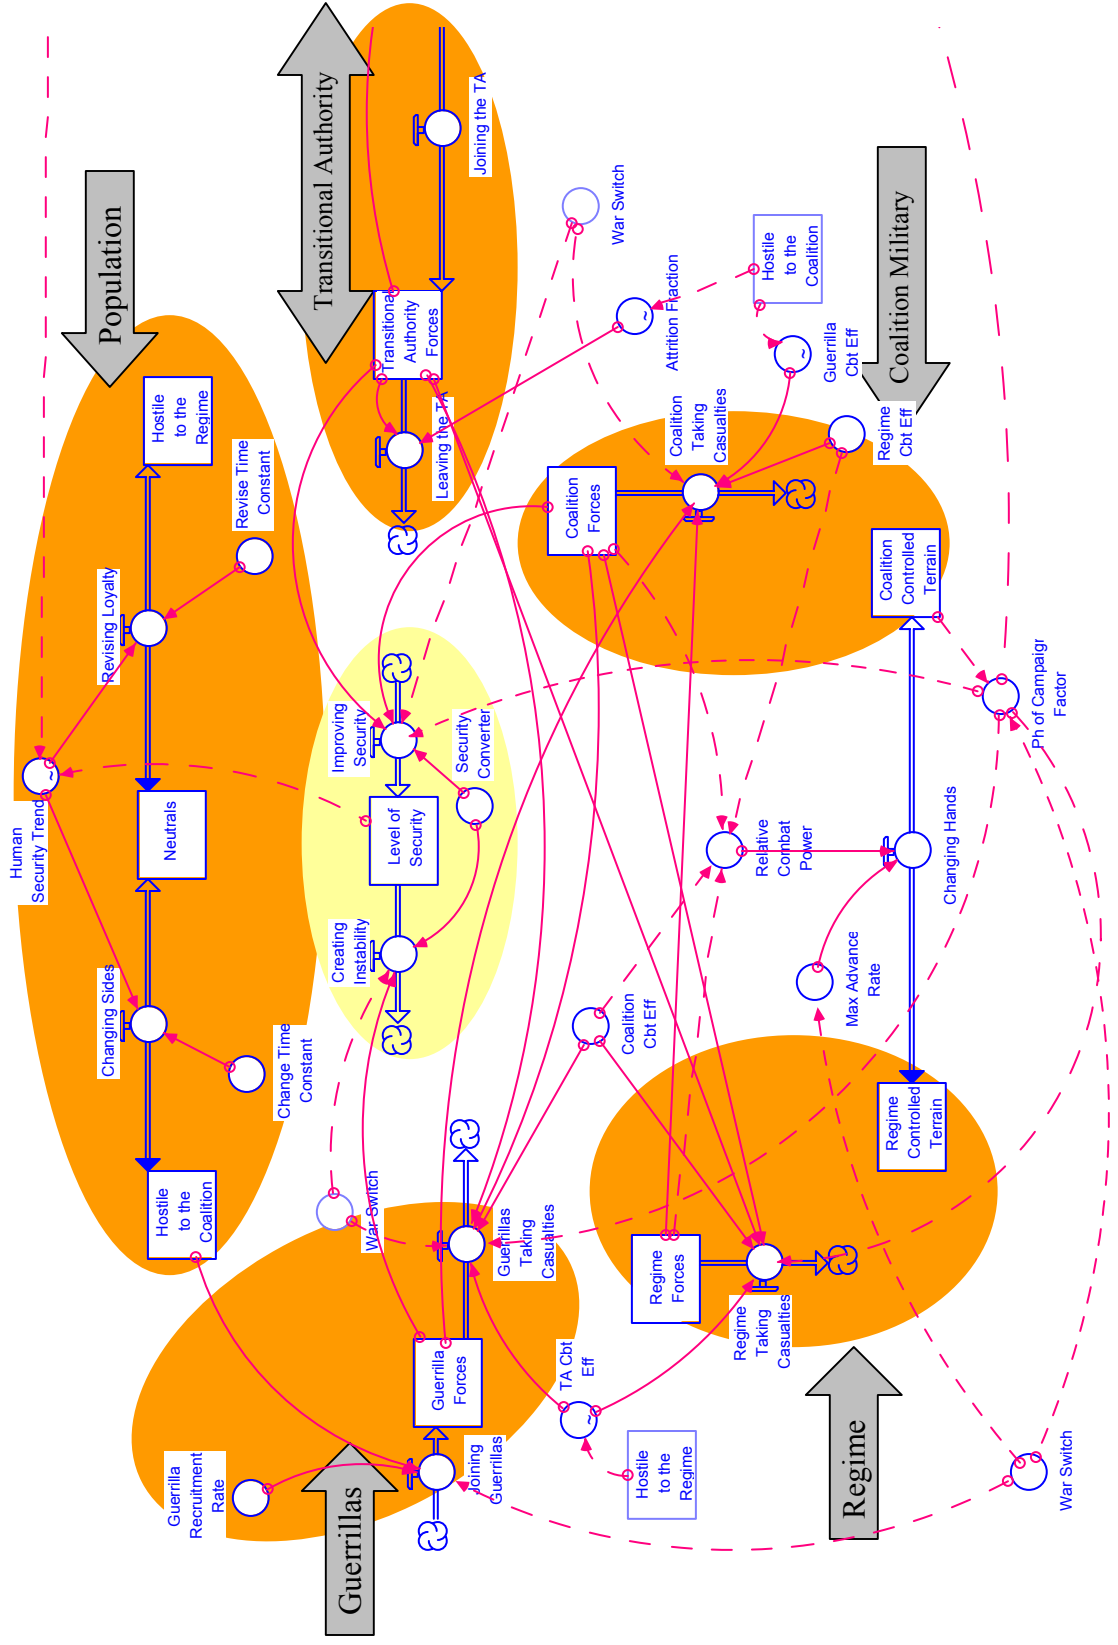 Guerrillas
Regime
Population
Transitional Authority
Coalition Military
Human
Security Trend
Changing Sides
Revising Loyalty
Hostile
to the
Coalition
Neutrals
Hostile
to the
Regime
Change Time
Constant
Revise Time
Constant
Guerrilla
Recruitment
Rate
War Switch
Creating
Instability
Level of
Security
Improving
Security
Security
Converter
Transitional
Authority
Forces
Leaving the TA
Joining the TA
Joining
Guerrillas
Guerrilla
Forces
Guerrillas
Taking
Casualties
TA Cbt
Eff
Hostile
to the
Regime
Coalition
Cbt Eff
Coalition
Forces
Coalition
Taking
Casualties
Attrition Fraction
War Switch
Hostile
to the
Coalition
Guerrilla
Cbt Eff
Regime
Cbt Eff
Regime
Forces
Regime
Taking
Casualties
Relative
Combat
Power
Max Advance
Rate
Regime
Controlled
Terrain
Changing Hands
Coalition
Controlled
Terrain
Ph of Campaign
Factor
War Switch